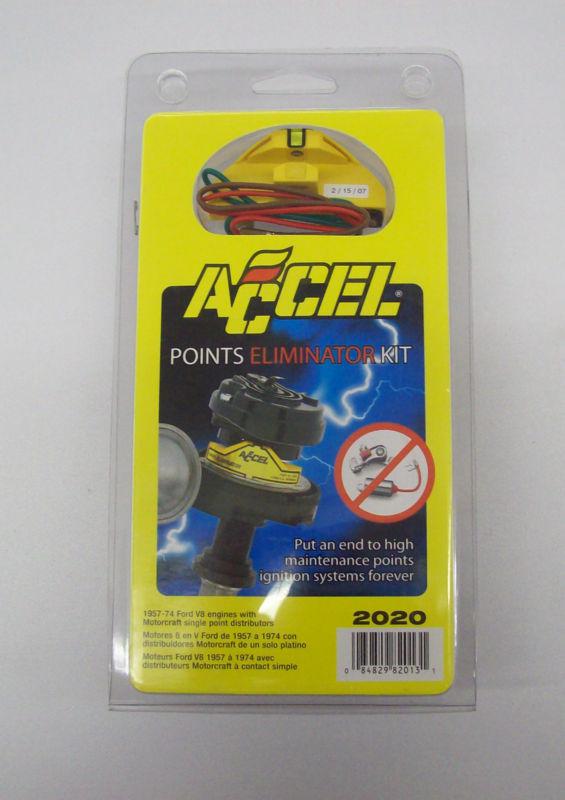 2 / 15 / 07
ACCEL®
POINTS ELIMINATOR KIT
ACCEL
Put an end to high
maintenance points
ignition systems forever
1957-74 Ford V8 engines with
Motorcraft single point distributors
2020
Motores 8 en V Ford de 1957 a 1974 con
distribuidores Motorcraft de un solo platino
Moteurs Ford V8 1957 à 1974 avec
distributeurs Motorcraft à contact simple
0 84829 82013 1